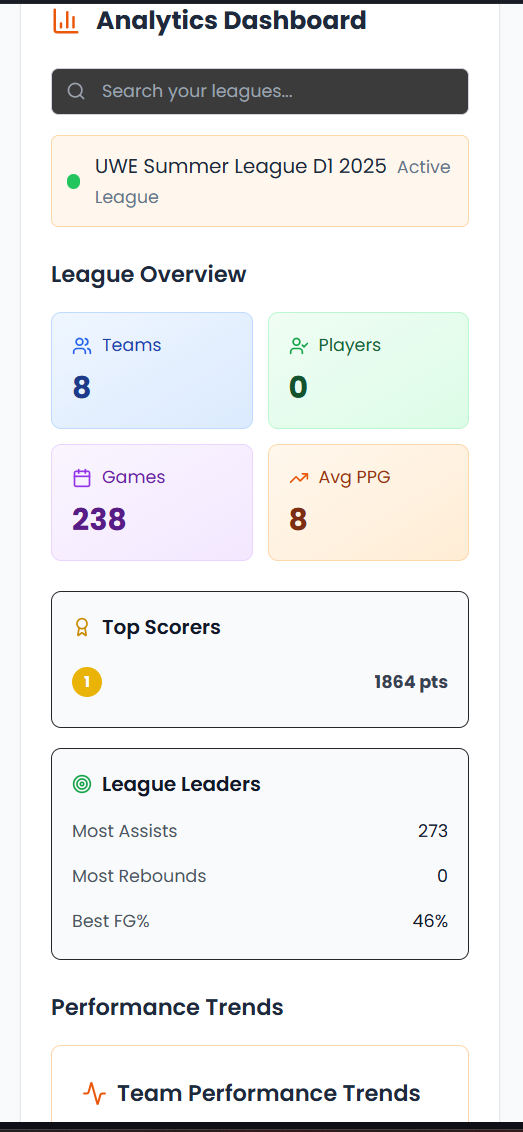 Analytics Dashboard
Search your leagues...
UWE Summer League D1 2025 Active
League
League Overview
Teams
8
Players
0
Games
238
Avg PPG
8
Top Scorers
1 1864 pts
League Leaders
Most Assists 273
Most Rebounds 0
Best FG% 46%
Performance Trends
Team Performance Trends